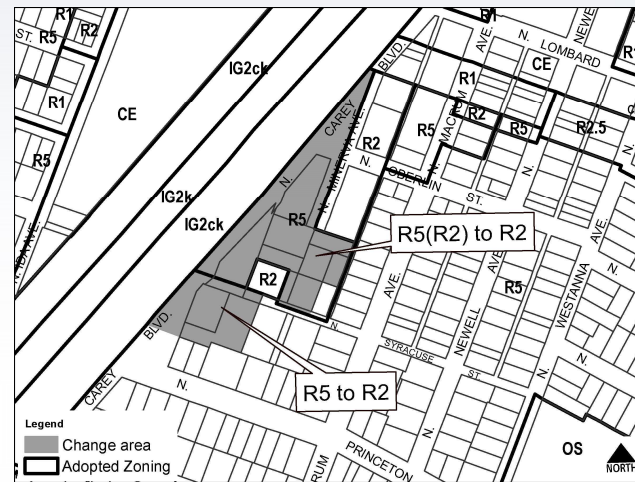 R1
R5
R2
ST.
R1
R5
CE
IG2ck
IG2k
IG2ck
N.
CAREY
BLVD.
N. MINERVA AVE.
R2
R5
N.
MACRUM
AVE.
R1
R1
N. LOMBARD
CE
R2
R5
R2.5
N.
OBERLIN
ST.
R5
R5(R2) to R2
R2
AVE.
NEWELL
AVE.
R5
WESTANNA
AVE.
N.
SYRACUSE
ST.
R5 to R2
BLVD.
CAREY
N.
N.
PRINCETON
N.
N.
OS
NORTH
Legend
Change area
Adopted Zoning